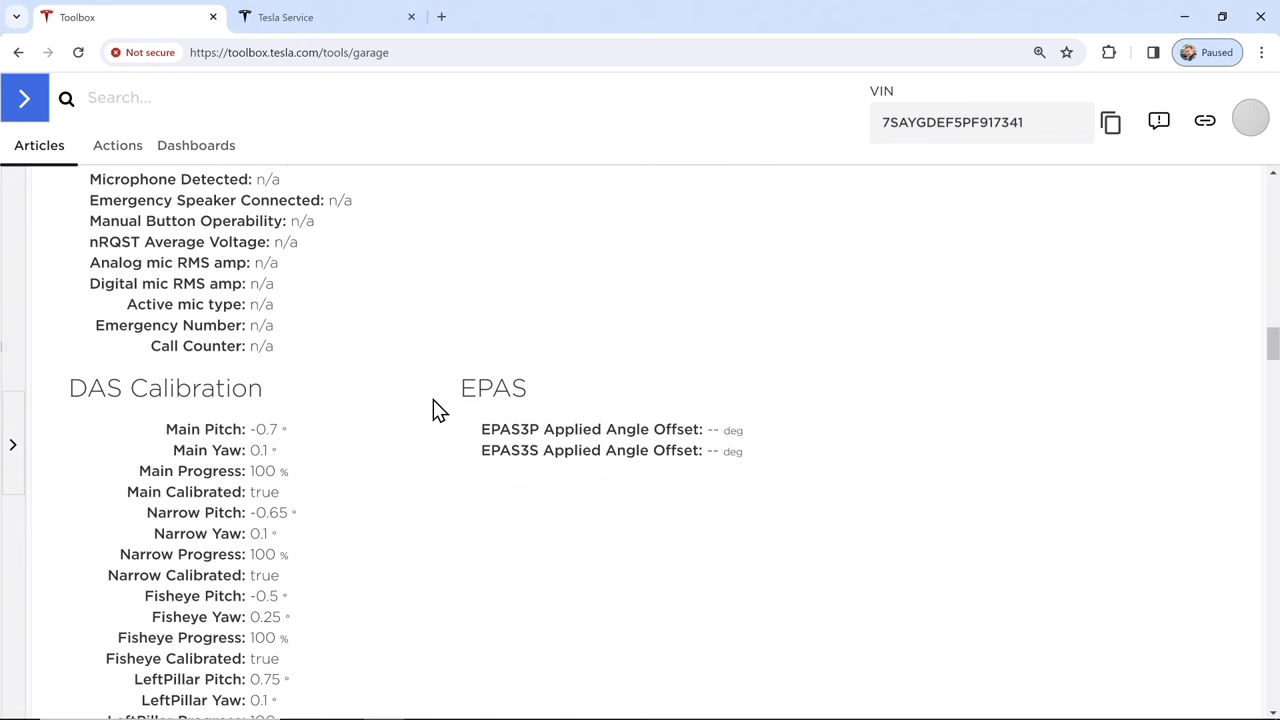 Toolbox
Tesla Service
Not secure
https://toolbox.tesla.com/tools/garage
Paused
Search...
VIN
7SAYGDEF5PF917341
Articles
Actions
Dashboards
Microphone Detected: n/a
Emergency Speaker Connected: n/a
Manual Button Operability: n/a
nRQST Average Voltage: n/a
Analog mic RMS amp: n/a
Digital mic RMS amp: n/a
Active mic type: n/a
Emergency Number: n/a
Call Counter: n/a
DAS Calibration
Main Pitch: -0.7 °
Main Yaw: 0.1 °
Main Progress: 100 %
Main Calibrated: true
Narrow Pitch: -0.65 °
Narrow Yaw: 0.1 °
Narrow Progress: 100 %
Narrow Calibrated: true
Fisheye Pitch: -0.5 °
Fisheye Yaw: 0.25 °
Fisheye Progress: 100 %
Fisheye Calibrated: true
LeftPillar Pitch: 0.75 °
LeftPillar Yaw: 0.1 °
LeftPillar Progress: 100
EPAS
EPAS3P Applied Angle Offset: -- deg
EPAS3S Applied Angle Offset: -- deg